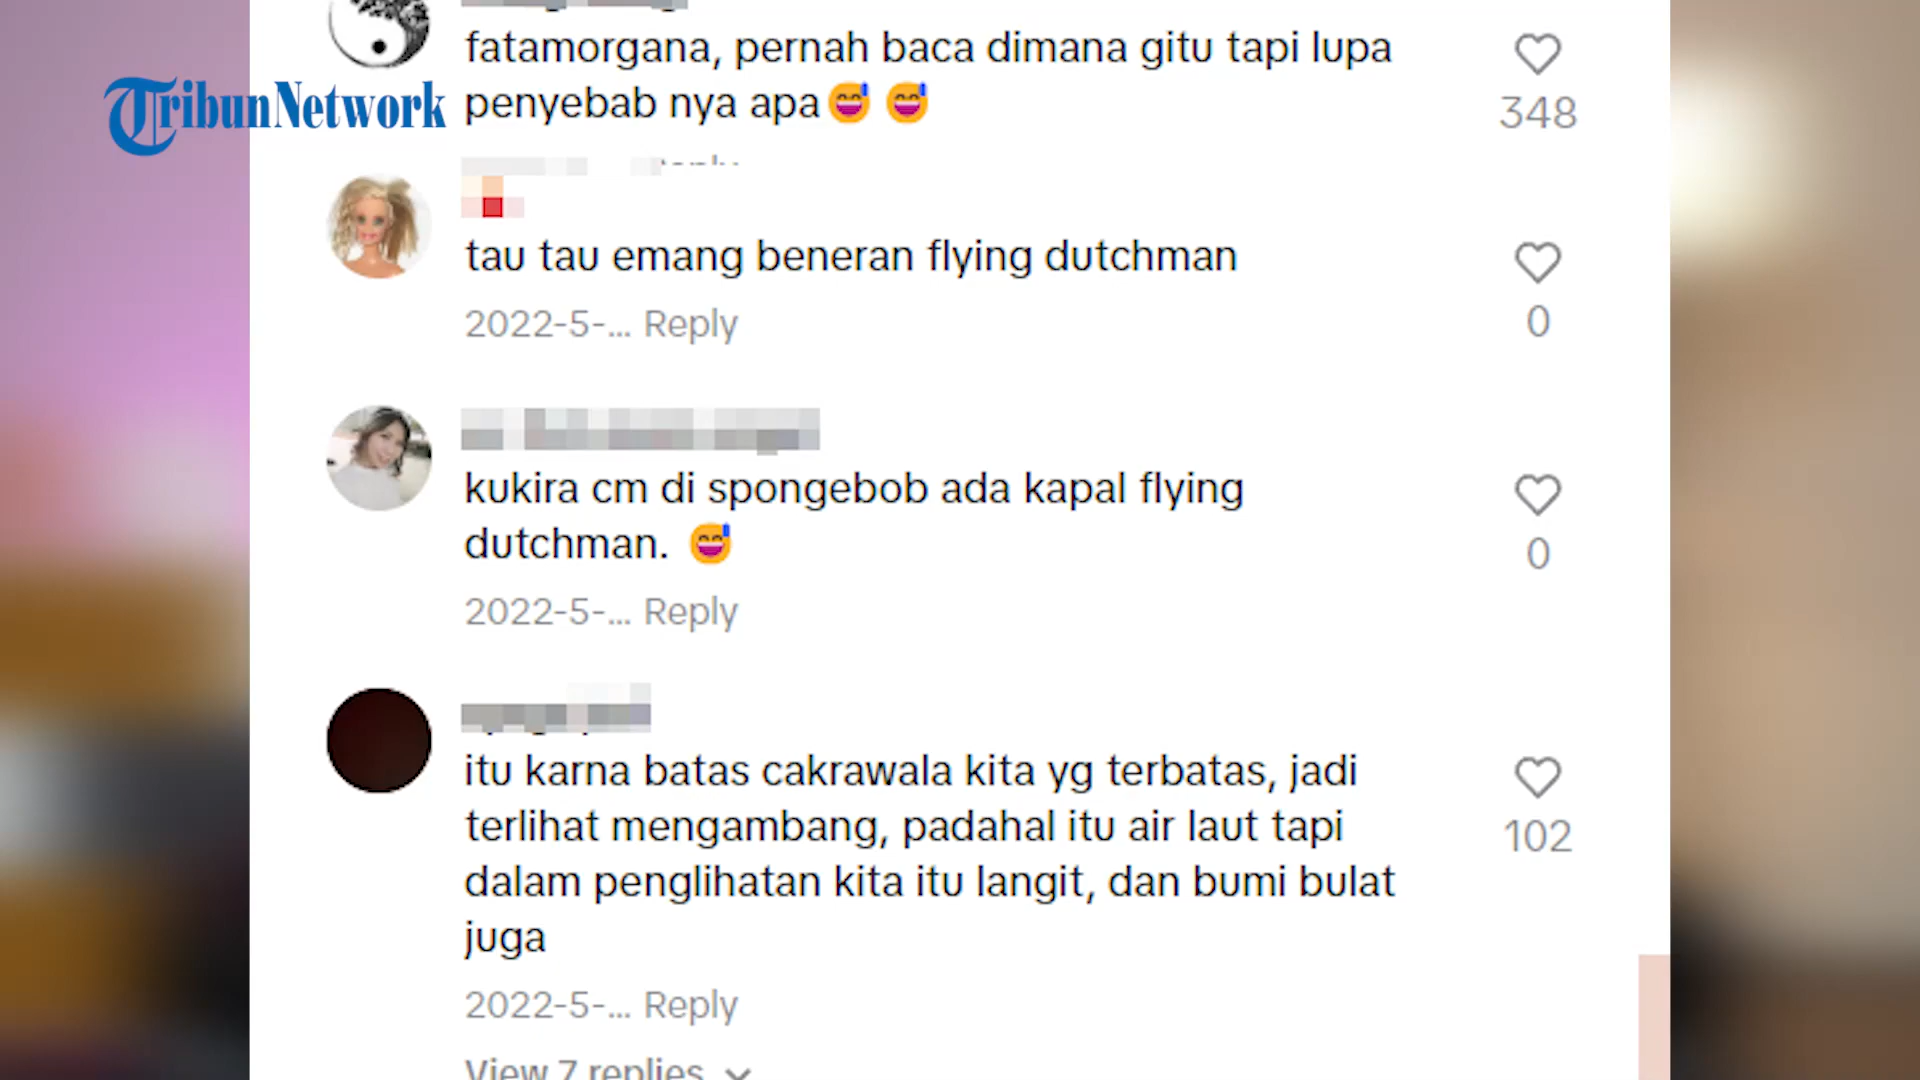 TribunNetwork
fatamorgana, pernah baca dimana gitu tapi lupa
penyebab nya apa😅 😅
348
tau tau emang beneran flying dutchman
0
2022-5-... Reply
kukira cm di spongebob ada kapal flying
dutchman. 😅
0
2022-5-... Reply
itu karna batas cakrawala kita yg terbatas, jadi
terlihat mengambang, padahal itu air laut tapi
dalam penglihatan kita itu langit, dan bumi bulat
juga
102
2022-5-... Reply
View 7 replies